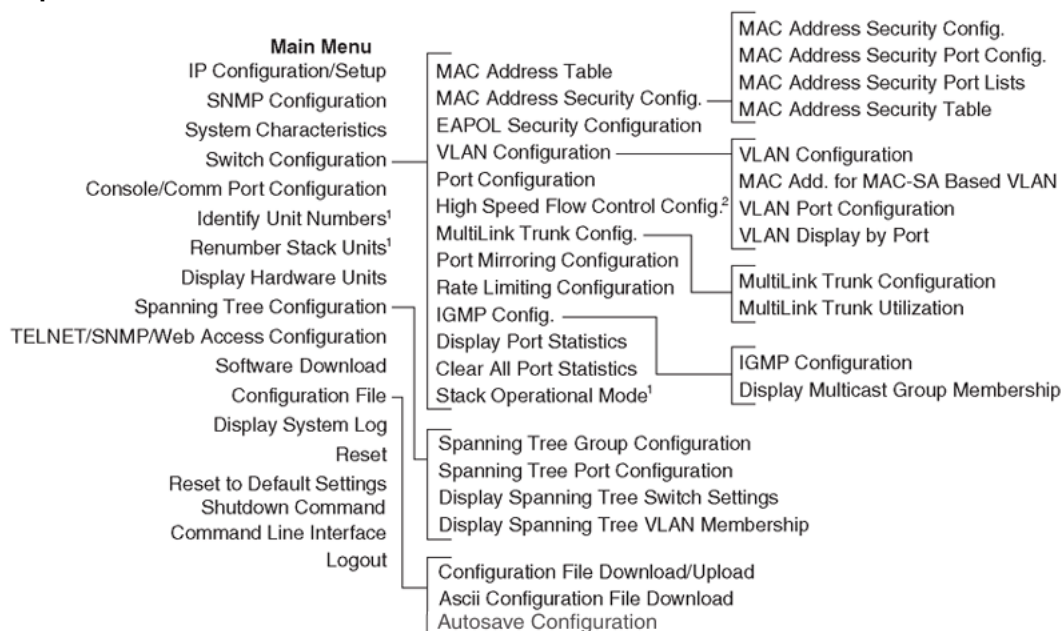 Main Menu
IP Configuration/Setup
SNMP Configuration
System Characteristics
Switch Configuration
Console/Comm Port Configuration
Identify Unit Numbers¹
Renumber Stack Units¹
Display Hardware Units
Spanning Tree Configuration
TELNET/SNMP/Web Access Configuration
Software Download
Configuration File
Display System Log
Reset
Reset to Default Settings
Shutdown Command
Command Line Interface
Logout
MAC Address Table
MAC Address Security Config.
EAPOL Security Configuration
VLAN Configuration
Port Configuration
High Speed Flow Control Config.²
MultiLink Trunk Config.
Port Mirroring Configuration
Rate Limiting Configuration
IGMP Config.
Display Port Statistics
Clear All Port Statistics
Stack Operational Mode¹
Spanning Tree Group Configuration
Spanning Tree Port Configuration
Display Spanning Tree Switch Settings
Display Spanning Tree VLAN Membership
Configuration File Download/Upload
Ascii Configuration File Download
Autosave Configuration
MAC Address Security Config.
MAC Address Security Port Config.
MAC Address Security Port Lists
MAC Address Security Table
VLAN Configuration
MAC Add. for MAC-SA Based VLAN
VLAN Port Configuration
VLAN Display by Port
MultiLink Trunk Configuration
MultiLink Trunk Utilization
IGMP Configuration
Display Multicast Group Membership